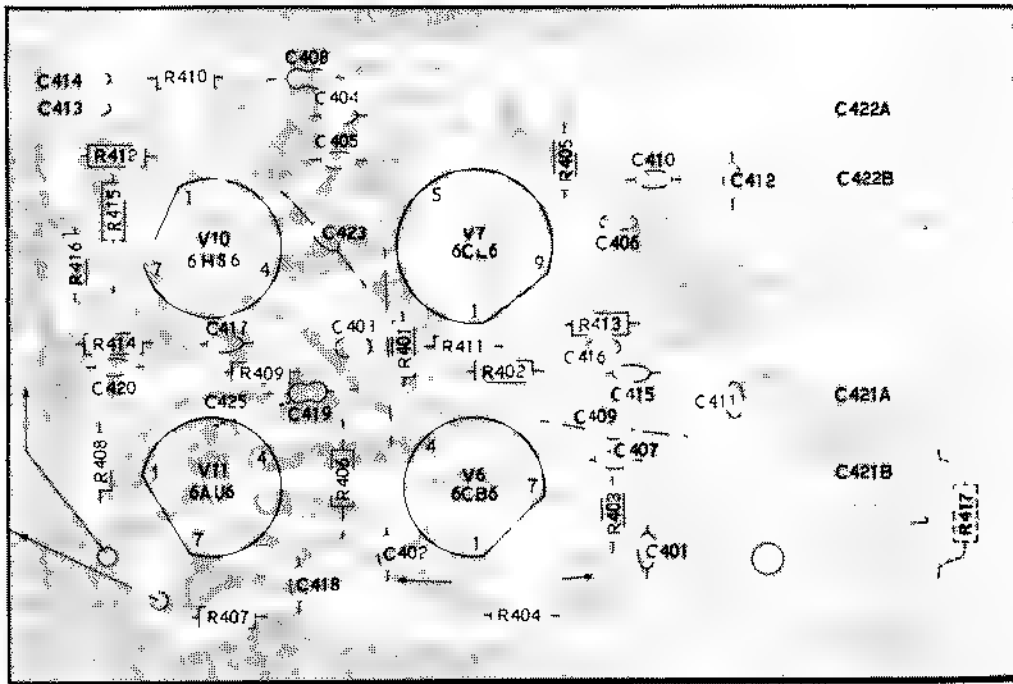 C408
C414
R410
C404
C413
C422A
C405
R405
R412
C410
C412
C422B
1
5
R415
V10
6HS6
C423
V7
6CL6
C406
R416
7
4
9
1
C417
C403
R401
R411
R413
R414
C416
R409
R402
C420
C415
C411
C421A
C425
C419
C409
4
4
C407
R408
1
V11
6AU6
R406
V6
6CB6
7
C421B
R403
R417
7
1
C402
C401
C418
R407
R404